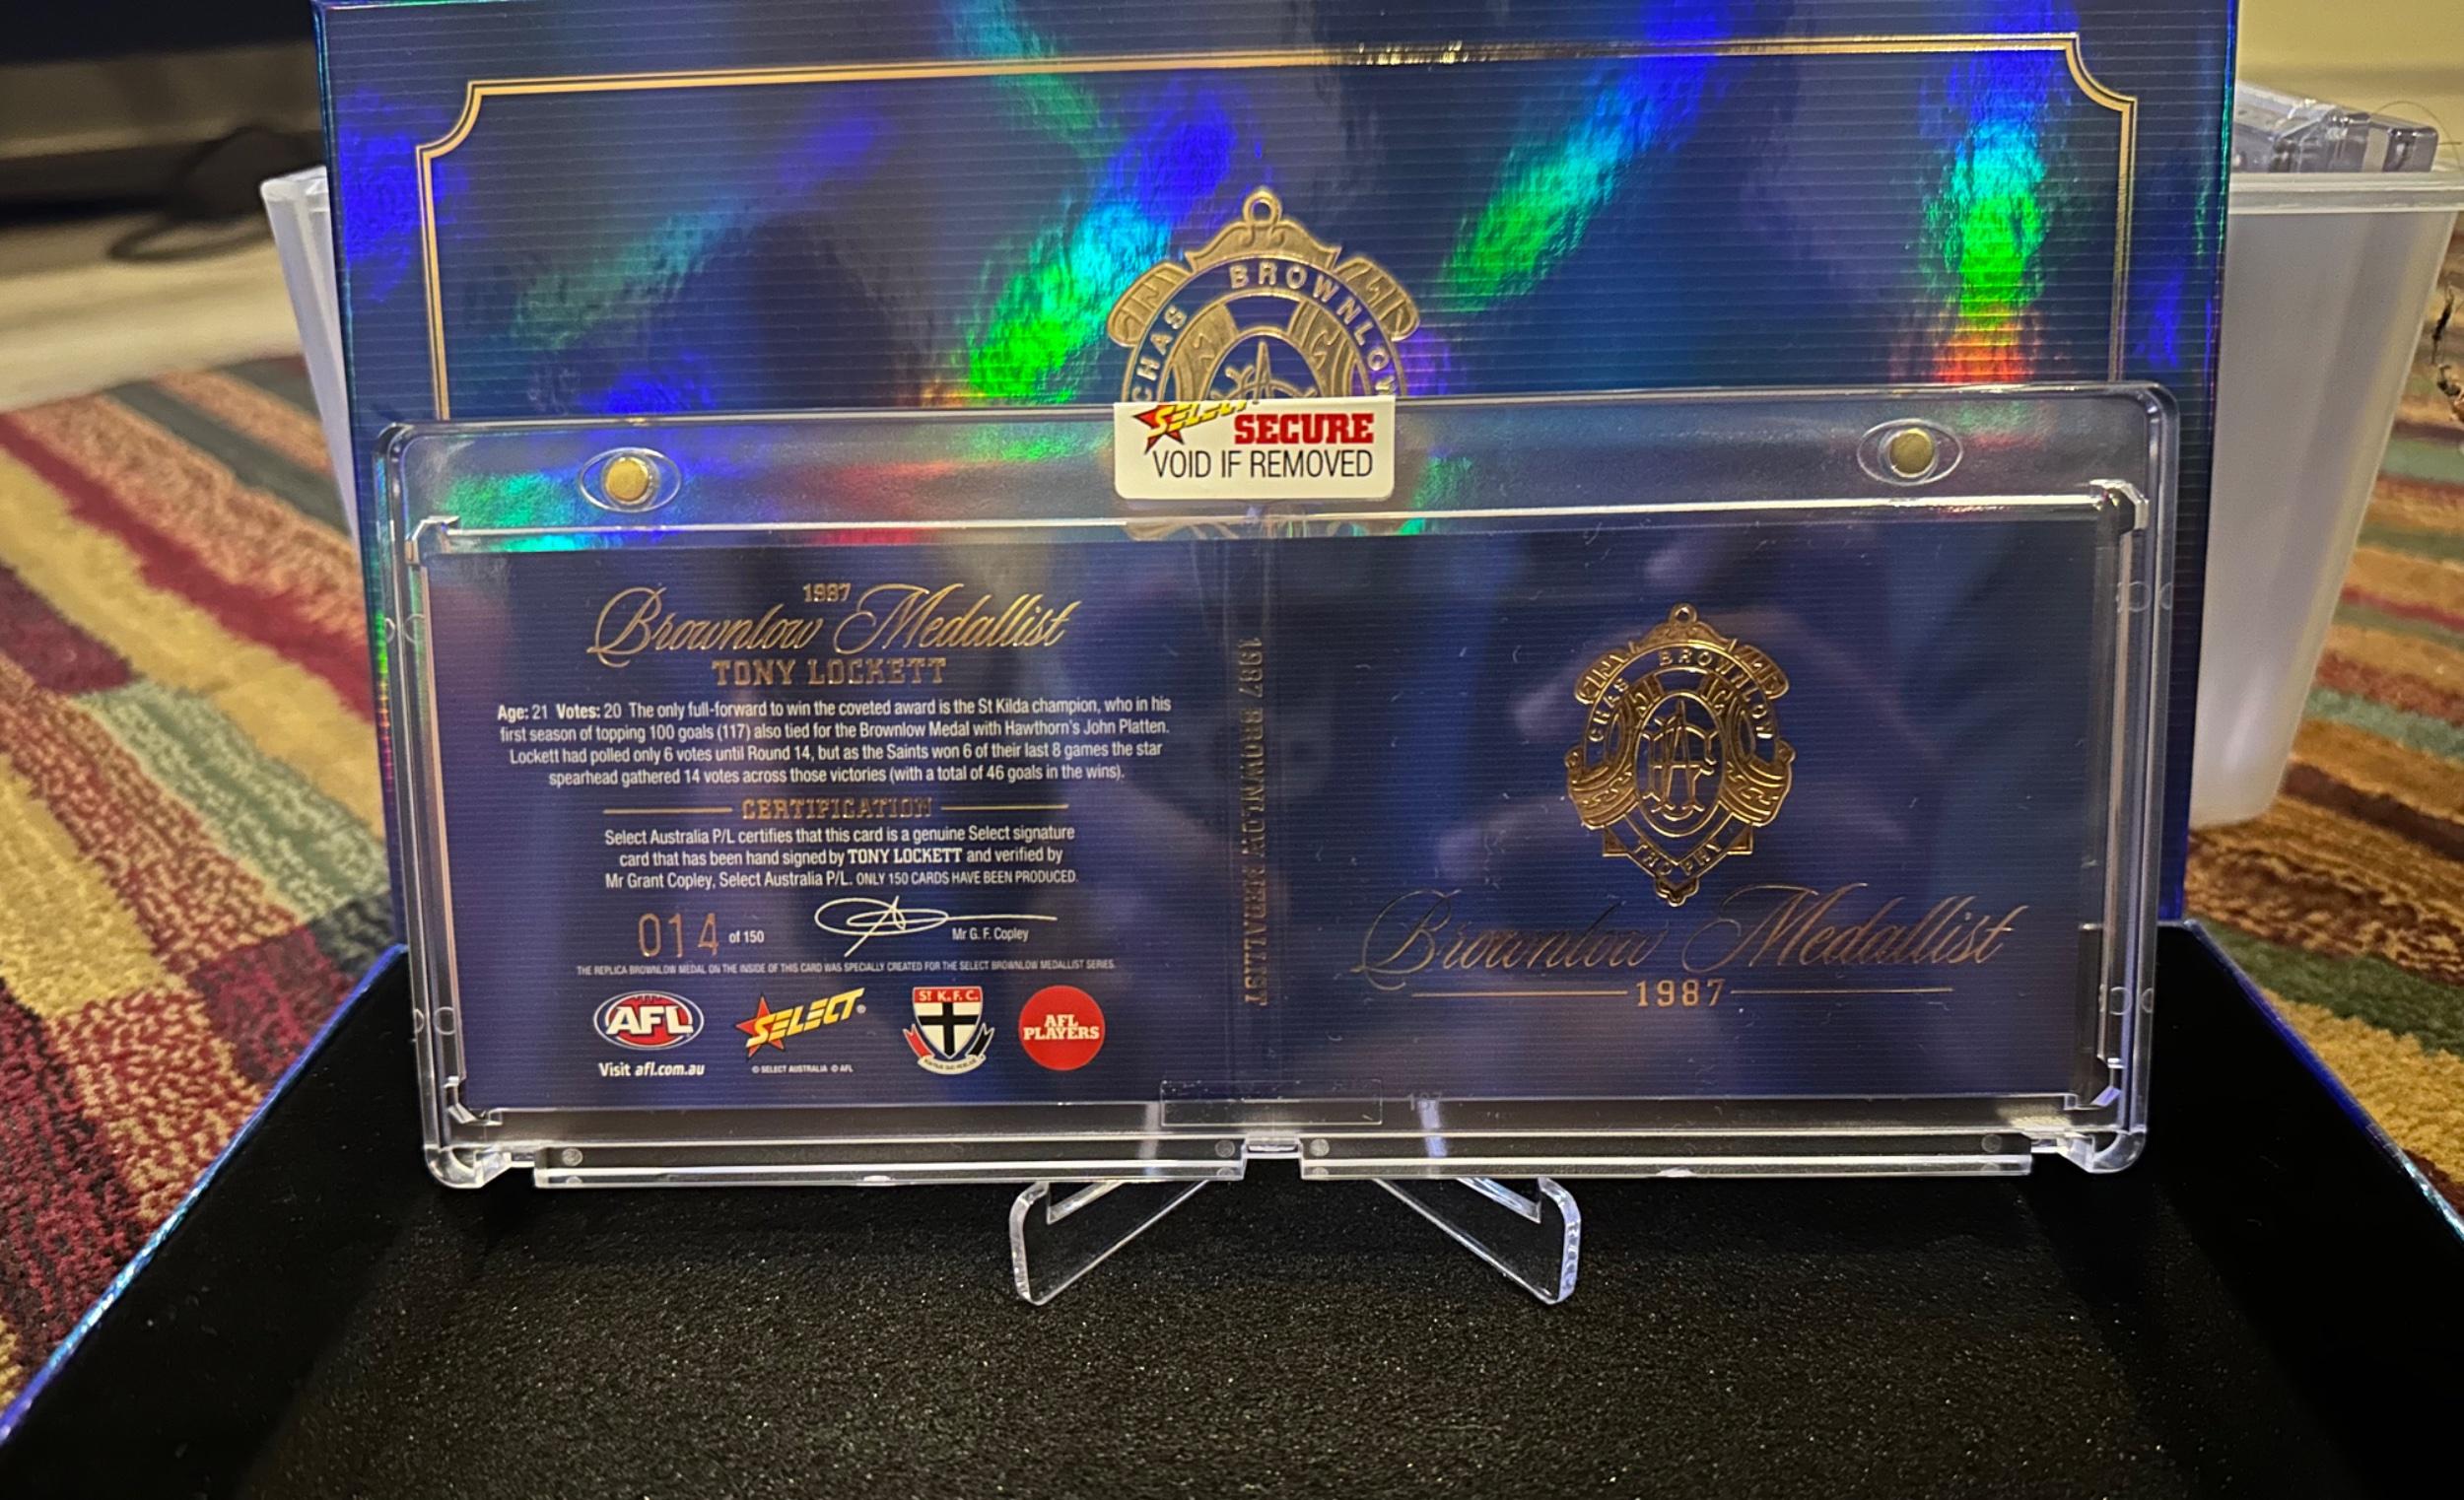 CHAS BROWNLOW
SELECT
SECURE
VOID IF REMOVED
1987
Brownlow Medallist
TONY LOCKETT
Age: 21 Votes: 20 The only full-forward to win the coveted award is the St Kilda champion, who in his
first season of topping 100 goals (117) also tied for the Brownlow Medal with Hawthorn's John Platten.
Lockett had polled only 6 votes until Round 14, but as the Saints won 6 of their last 8 games the star
spearhead gathered 14 votes across those victories (with a total of 46 goals in the wins).
CERTIFICATION
Select Australia P/L certifies that this card is a genuine Select signature
card that has been hand signed by TONY LOCKETT and verified by
Mr Grant Copley, Select Australia P/L. ONLY 150 CARDS HAVE BEEN PRODUCED.
014 of 150
Mr G. F. Copley
THE REPLICA BROWNLOW MEDAL ON THE INSIDE OF THIS CARD WAS SPECIALLY CREATED FOR THE SELECT BROWNLOW MEDALLIST SERIES.
AFL
Visit afl.com.au
SELECT®
© SELECT AUSTRALIA © AFL
ST K.F.C.
AFL
PLAYERS
1987 BROWNLOW MEDALLIST
CHAS BROWNLOW
TROPHY
Brownlow Medallist
1987